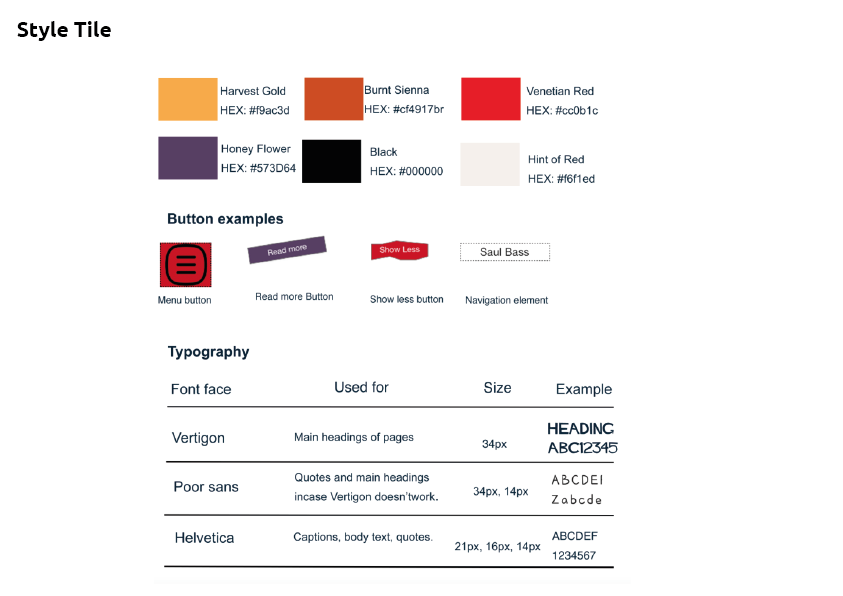 Style Tile
Harvest Gold
HEX: #f9ac3d
Burnt Sienna
HEX: #cf4917br
Venetian Red
HEX: #cc0b1c
Honey Flower
HEX: #573D64
Black
HEX: #000000
Hint of Red
HEX: #f6f1ed
Button examples
Read more
Show Less
Saul Bass
Menu button
Read more Button
Show less button
Navigation element
Typography
Font face Used for Size Example
Vertigon Main headings of pages 34px HEADING
ABC12345
Poor sans Quotes and main headings 34px, 14px ABCDEI
incase Vertigon doesn'twork. Zabcde
Helvetica Captions, body text, quotes. 21px, 16px, 14px ABCDEF
1234567